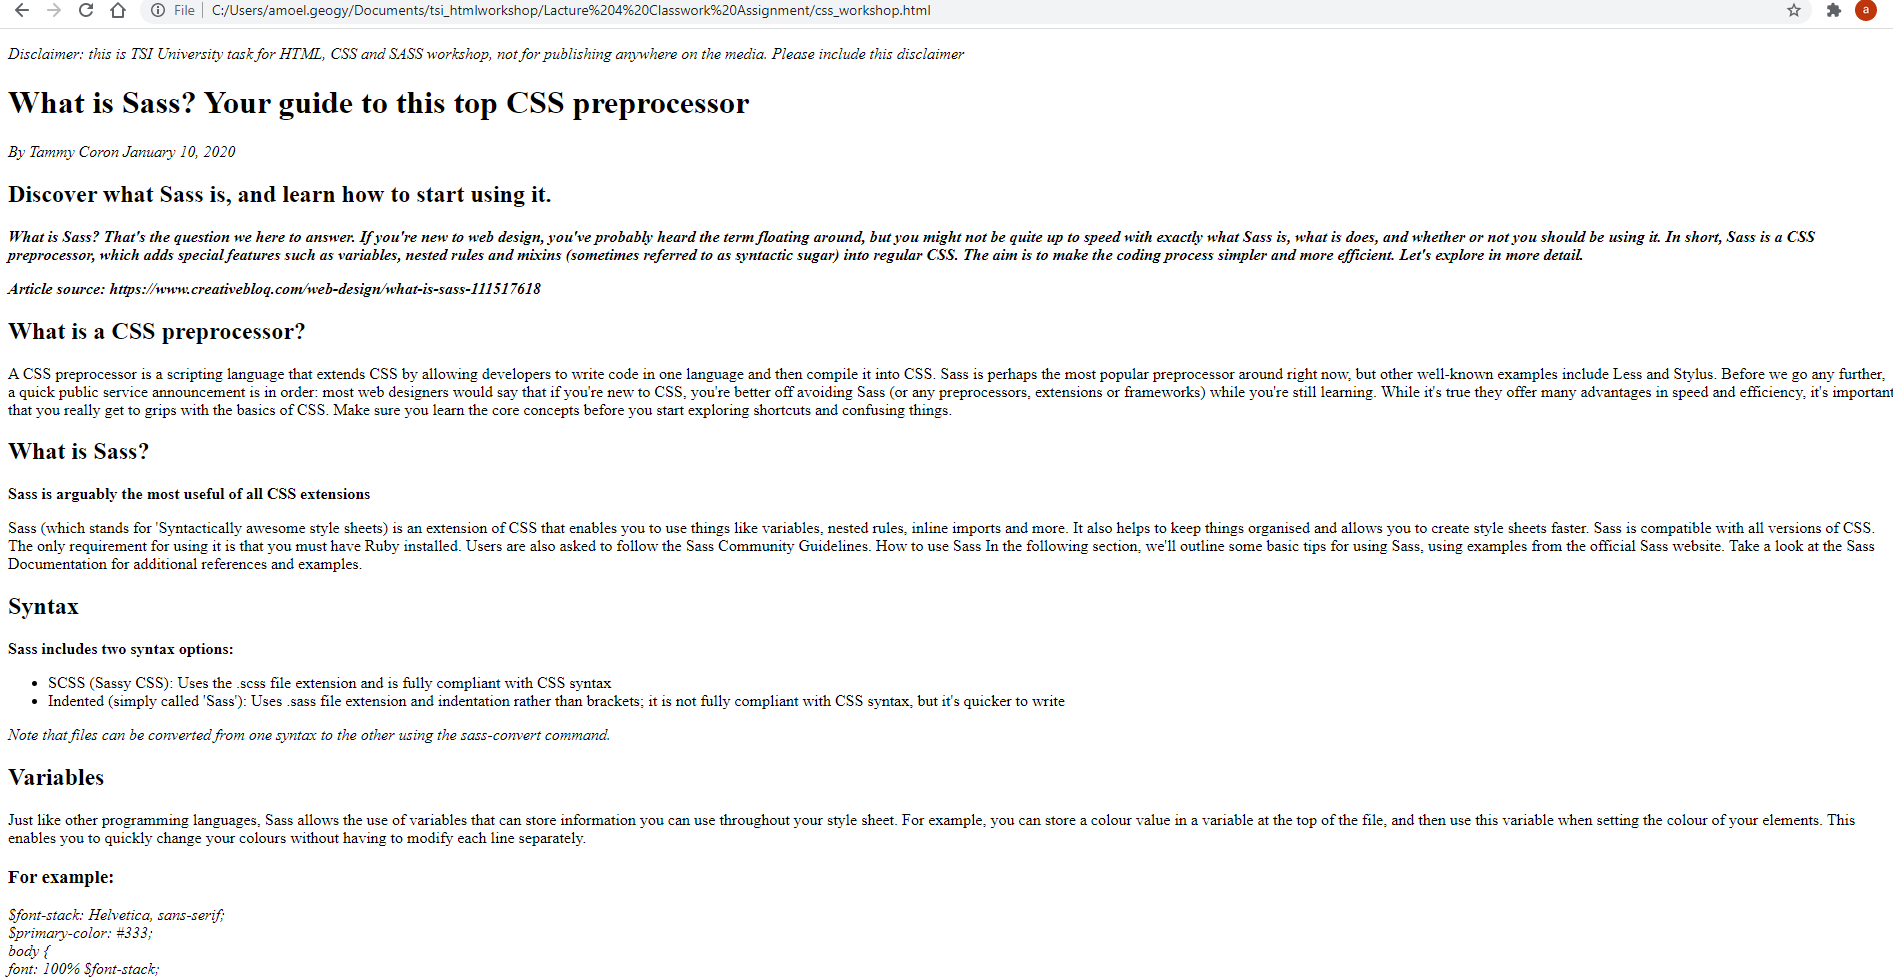 File C:/Users/amoel.geogy/Documents/tsi_htmlworkshop/Lacture%204%20Classwork%20Assignment/css_workshop.html
a
Disclaimer: this is TSI University task for HTML, CSS and SASS workshop, not for publishing anywhere on the media. Please include this disclaimer
What is Sass? Your guide to this top CSS preprocessor
By Tammy Coron January 10, 2020
Discover what Sass is, and learn how to start using it.
What is Sass? That's the question we here to answer. If you're new to web design, you've probably heard the term floating around, but you might not be quite up to speed with exactly what Sass is, what is does, and whether or not you should be using it. In short, Sass is a CSS
preprocessor, which adds special features such as variables, nested rules and mixins (sometimes referred to as syntactic sugar) into regular CSS. The aim is to make the coding process simpler and more efficient. Let's explore in more detail.
Article source: https://www.creativebloq.com/web-design/what-is-sass-111517618
What is a CSS preprocessor?
A CSS preprocessor is a scripting language that extends CSS by allowing developers to write code in one language and then compile it into CSS. Sass is perhaps the most popular preprocessor around right now, but other well-known examples include Less and Stylus. Before we go any further,
a quick public service announcement is in order: most web designers would say that if you're new to CSS, you're better off avoiding Sass (or any preprocessors, extensions or frameworks) while you're still learning. While it's true they offer many advantages in speed and efficiency, it's important
that you really get to grips with the basics of CSS. Make sure you learn the core concepts before you start exploring shortcuts and confusing things.
What is Sass?
Sass is arguably the most useful of all CSS extensions
Sass (which stands for 'Syntactically awesome style sheets) is an extension of CSS that enables you to use things like variables, nested rules, inline imports and more. It also helps to keep things organised and allows you to create style sheets faster. Sass is compatible with all versions of CSS.
The only requirement for using it is that you must have Ruby installed. Users are also asked to follow the Sass Community Guidelines. How to use Sass In the following section, we'll outline some basic tips for using Sass, using examples from the official Sass website. Take a look at the Sass
Documentation for additional references and examples.
Syntax
Sass includes two syntax options:
• SCSS (Sassy CSS): Uses the .scss file extension and is fully compliant with CSS syntax
• Indented (simply called 'Sass'): Uses .sass file extension and indentation rather than brackets; it is not fully compliant with CSS syntax, but it's quicker to write
Note that files can be converted from one syntax to the other using the sass-convert command.
Variables
Just like other programming languages, Sass allows the use of variables that can store information you can use throughout your style sheet. For example, you can store a colour value in a variable at the top of the file, and then use this variable when setting the colour of your elements. This
enables you to quickly change your colours without having to modify each line separately.
For example:
$font-stack: Helvetica, sans-serif;
$primary-color: #333;
body {
font: 100% $font-stack;